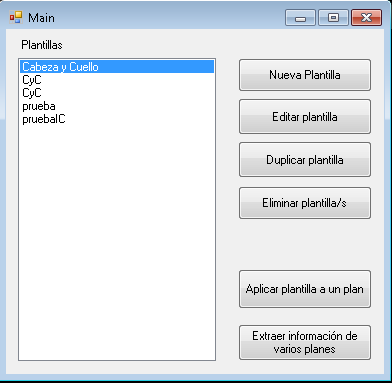 Main
Plantillas
Cabeza y Cuello
CyC
CyC
prueba
pruebaIC
Nueva Plantilla
Editar plantilla
Duplicar plantilla
Eliminar plantilla/s
Aplicar plantilla a un plan
Extraer información de
varios planes